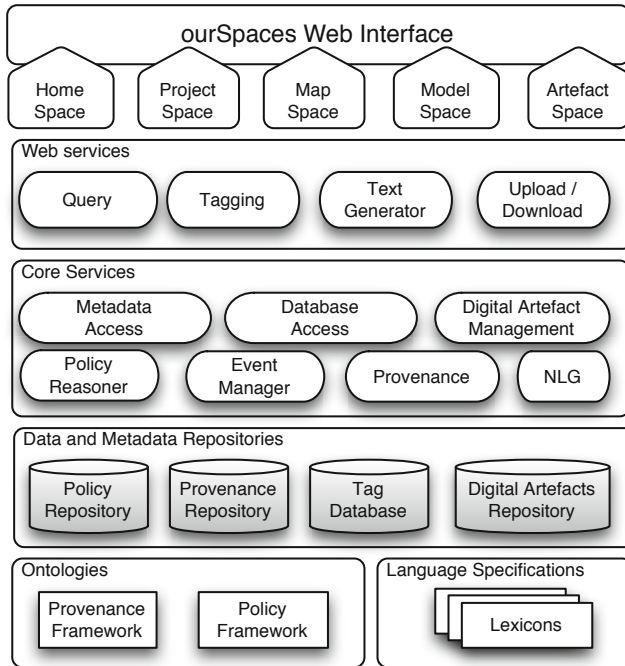 ourSpaces Web Interface
Home
Space
Project
Space
Map
Space
Model
Space
Artefact
Space
Web services
Query
Tagging
Text
Generator
Upload /
Download
Core Services
Metadata
Access
Database
Access
Digital Artefact
Management
Policy
Reasoner
Event
Manager
Provenance
NLG
Data and Metadata Repositories
Policy
Repository
Provenance
Repository
Tag
Database
Digital Artefacts
Repository
Ontologies
Provenance
Framework
Policy
Framework
Language Specifications
Lexicons